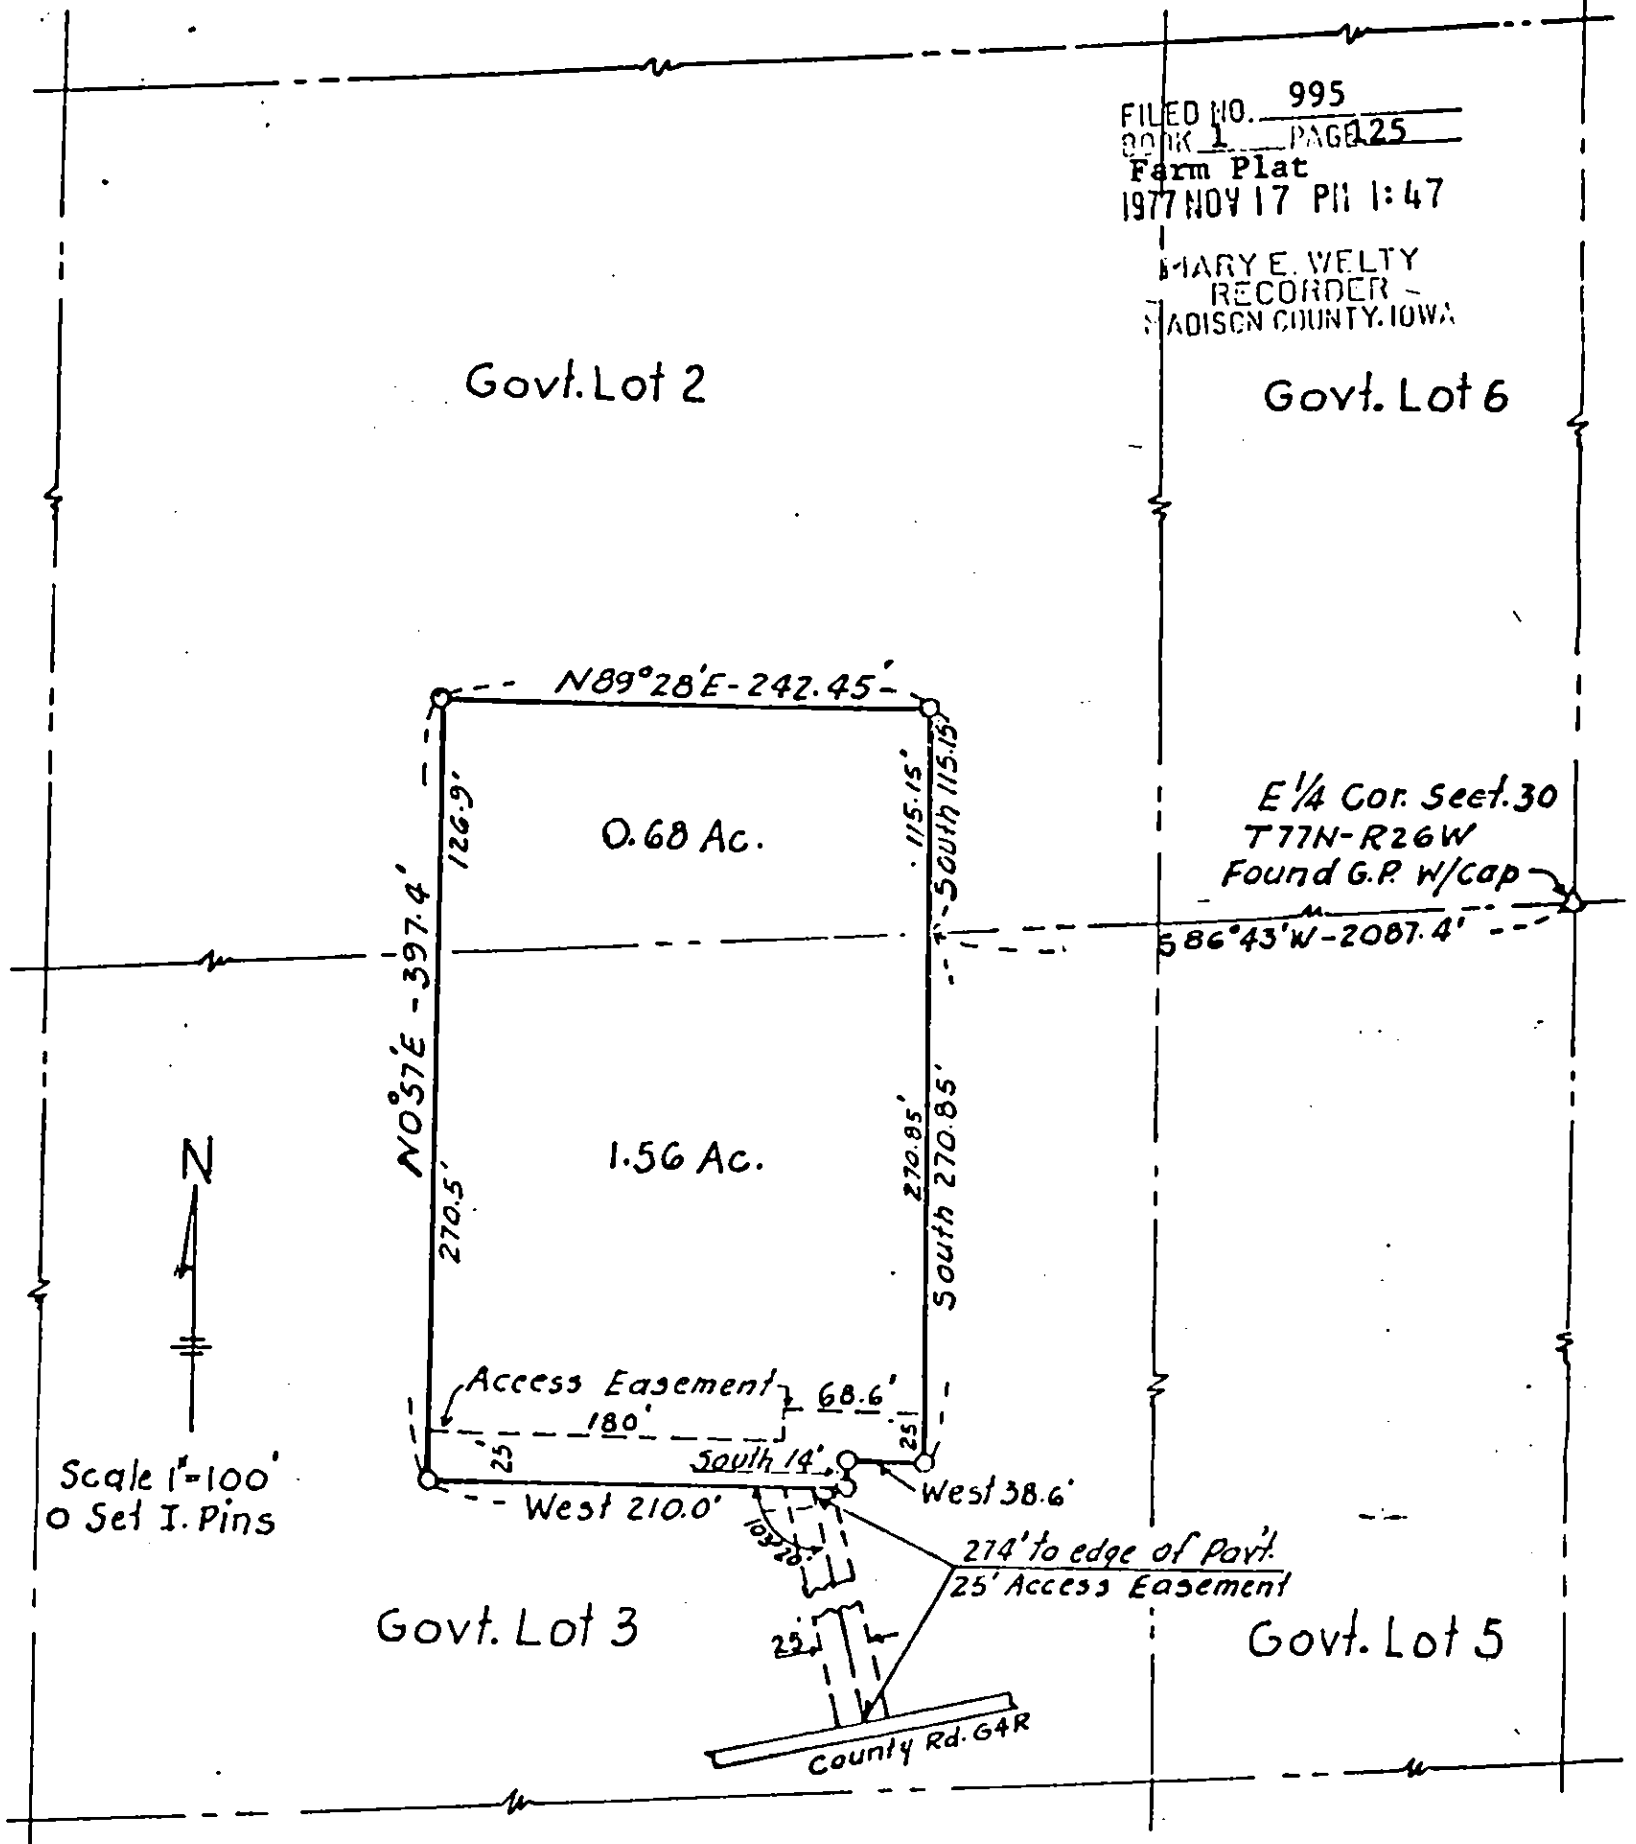 FILED NO. 995
BOOK 1 PAGE 125
Farm Plat
1977 NOV 17 PM 1:47
MARY E. WELTY
RECORDER
MADISON COUNTY, IOWA
Govt. Lot 2
Govt. Lot 6
N89°28'E-242.45'
126.9'
115.15'
South 115.15'
0.68 Ac.
E 1/4 Cor. Sect. 30
T77N-R26W
Found G.P. W/Cap
S86°43'W-2087.4'
N0°57'E-397.4'
1.56 Ac.
270.5'
270.85'
South 270.85'
N
Access Easement
68.6'
180'
25'
25'
South 14'
West 38.6'
West 210.0'
Scale 1"=100'
o Set I. Pins
103°20'
274' to edge of Pav't.
25' Access Easement
Govt. Lot 3
25'
Govt. Lot 5
County Rd. G4R